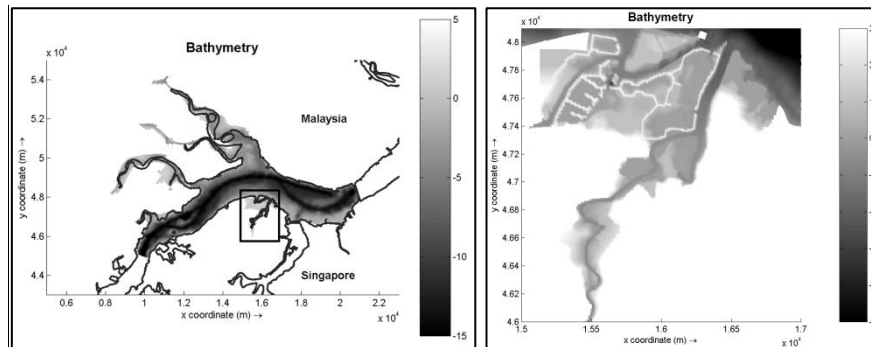 Bathymetry
x 10⁴
5.4
5.2
5
4.8
4.6
4.4
y coordinate (m) →
Malaysia
Singapore
0.6 0.8 1 1.2 1.4 1.6 1.8 2 2.2
x coordinate (m) →
x 10⁴
5
0
-5
-10
-15
Bathymetry
x 10⁴
4.8
4.78
4.76
4.74
4.72
4.7
4.68
4.66
4.64
4.62
4.6
y coordinate (m) →
1.5 1.55 1.6 1.65 1.7
x coordinate (m) →
x 10⁴